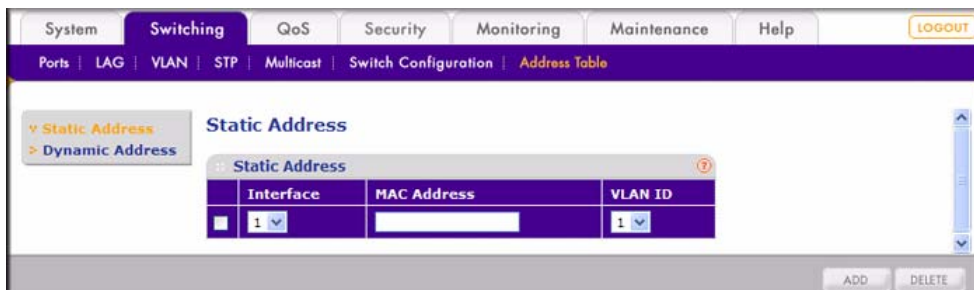 System Switching QoS Security Monitoring Maintenance Help LOGOUT
Ports LAG VLAN STP Multicast Switch Configuration Address Table
Static Address
Dynamic Address
Static Address
Static Address ?
Interface MAC Address VLAN ID
1 1
ADD DELETE